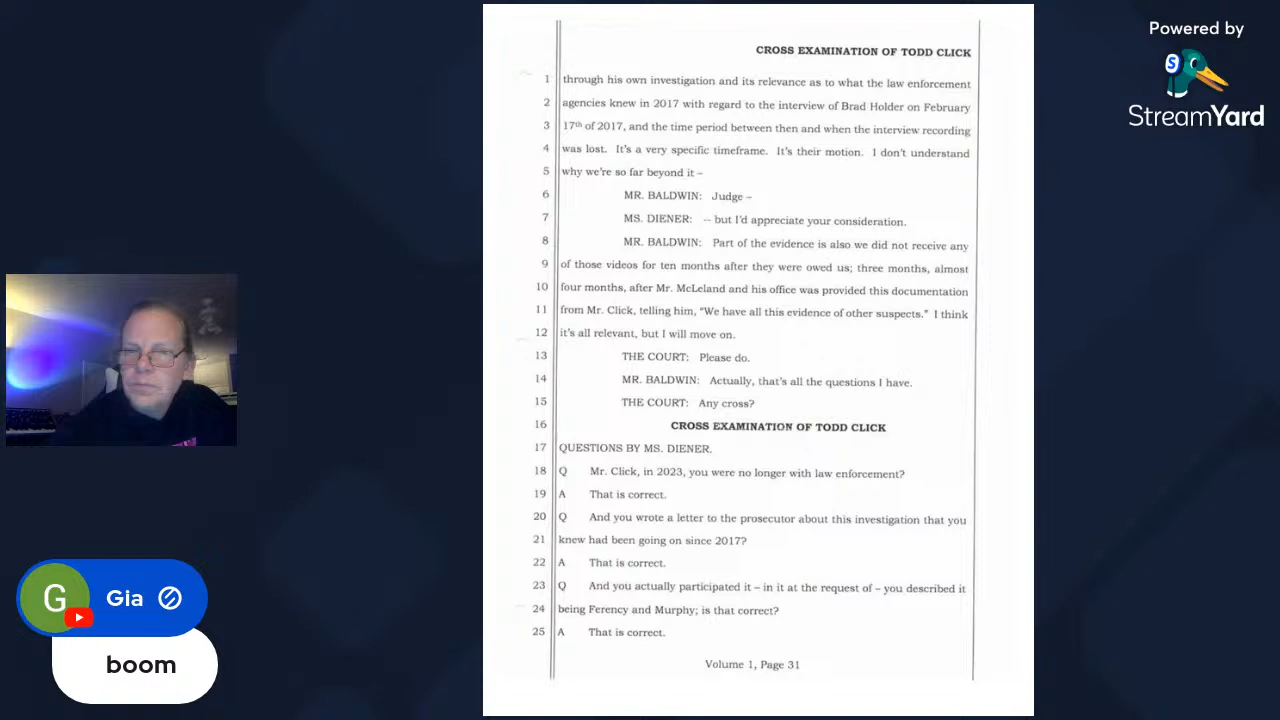 CROSS EXAMINATION OF TODD CLICK
1 through his own investigation and its relevance as to what the law enforcement
2 agencies knew in 2017 with regard to the interview of Brad Holder on February
3 17th of 2017, and the time period between then and when the interview recording
4 was lost. It's a very specific timeframe. It's their motion. I don't understand
5 why we're so far beyond it –
6 MR. BALDWIN: Judge –
7 MS. DIENER: -- but I'd appreciate your consideration.
8 MR. BALDWIN: Part of the evidence is also we did not receive any
9 of those videos for ten months after they were owed us; three months, almost
10 four months, after Mr. McLeland and his office was provided this documentation
11 from Mr. Click, telling him, "We have all this evidence of other suspects." I think
12 it's all relevant, but I will move on.
13 THE COURT: Please do.
14 MR. BALDWIN: Actually, that's all the questions I have.
15 THE COURT: Any cross?
16 CROSS EXAMINATION OF TODD CLICK
17 QUESTIONS BY MS. DIENER.
18 Q Mr. Click, in 2023, you were no longer with law enforcement?
19 A That is correct.
20 Q And you wrote a letter to the prosecutor about this investigation that you
21 knew had been going on since 2017?
22 A That is correct.
23 Q And you actually participated it – in it at the request of – you described it
24 being Ferency and Murphy; is that correct?
25 A That is correct.
Volume 1, Page 31
Powered by
S
StreamYard
G
Gia
boom